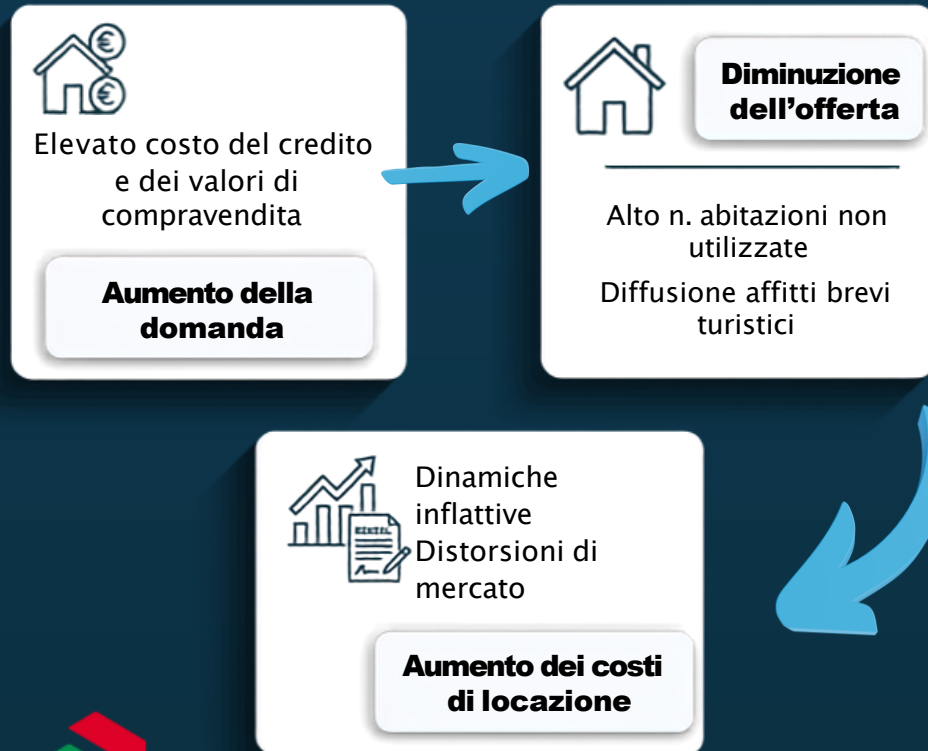 Elevato costo del credito
e dei valori di
compravendita
Aumento della
domanda
Diminuzione
dell’offerta
Alto n. abitazioni non
utilizzate
Diffusione affitti brevi
turistici
Dinamiche
inflattive
Distorsioni di
mercato
Aumento dei costi
di locazione